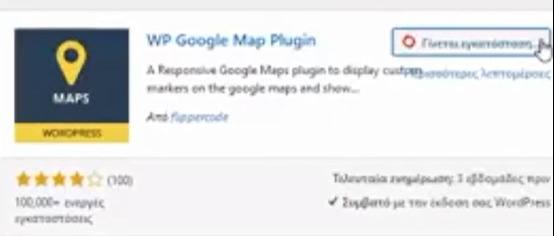 WP Google Map Plugin
Γίνεται εγκατάσταση...
A Responsive Google Maps plugin to display custom
Περισσότερες λεπτομέρειες
markers on the google maps and show...
MAPS
Από flippercode
WORDPRESS
(100)
Τελευταία ενημέρωση: 3 εβδομάδες πριν
100,000+ ενεργές
εγκαταστάσεις
✔ Συμβατό με την έκδοση σας WordPress